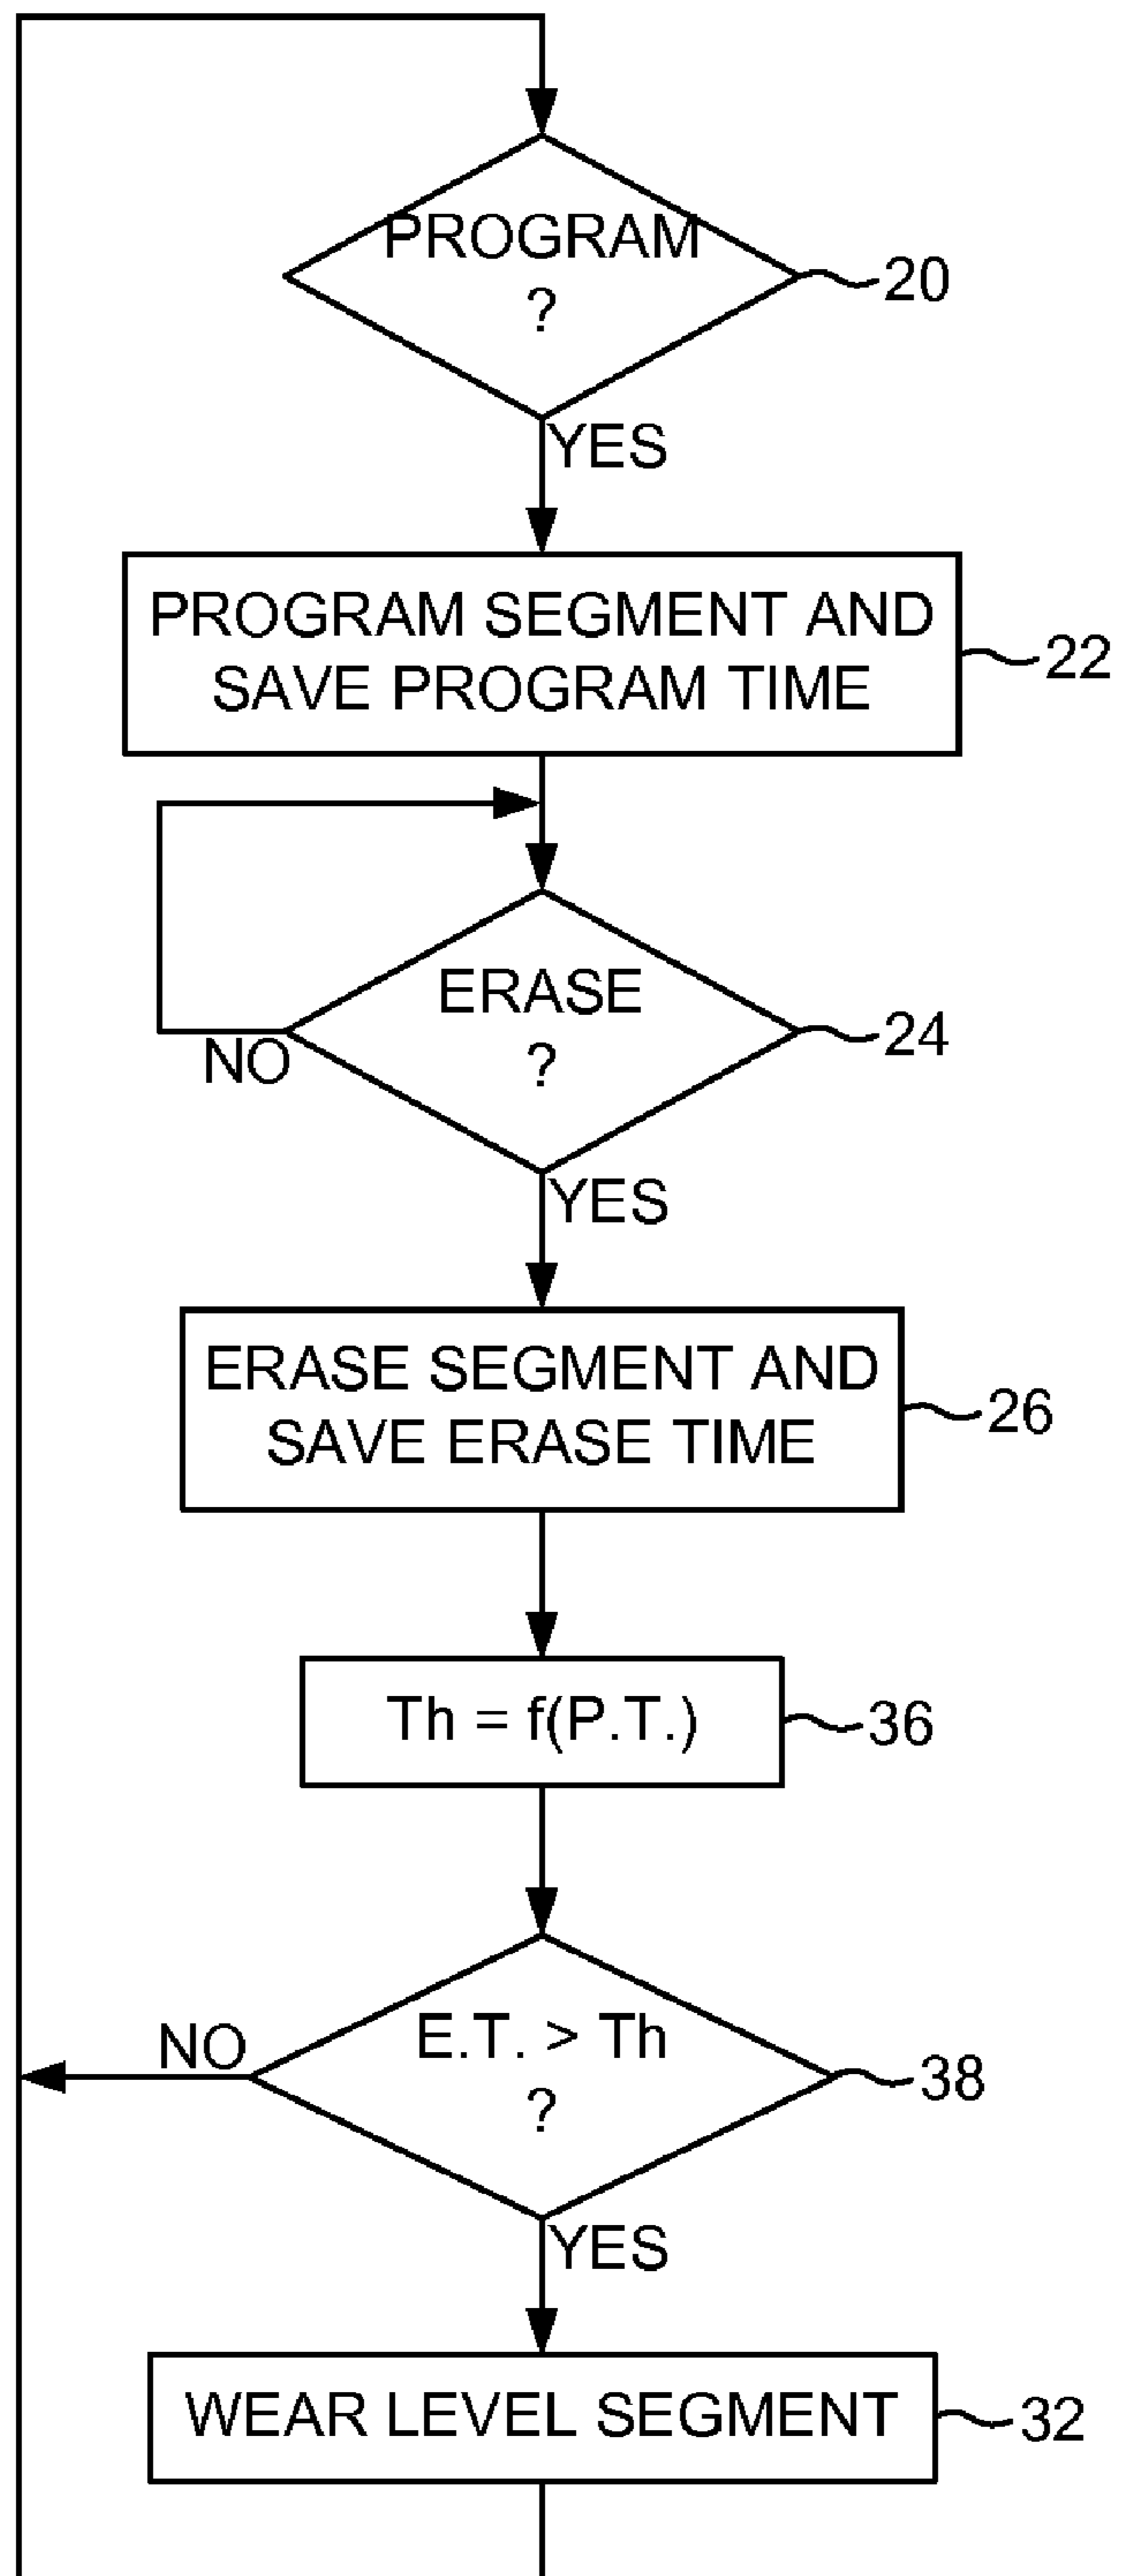 PROGRAM
?
20
YES
PROGRAM SEGMENT AND
SAVE PROGRAM TIME
22
ERASE
?
24
NO
YES
ERASE SEGMENT AND
SAVE ERASE TIME
26
Th = f(P.T.)
36
E.T. > Th
?
38
NO
YES
WEAR LEVEL SEGMENT
32